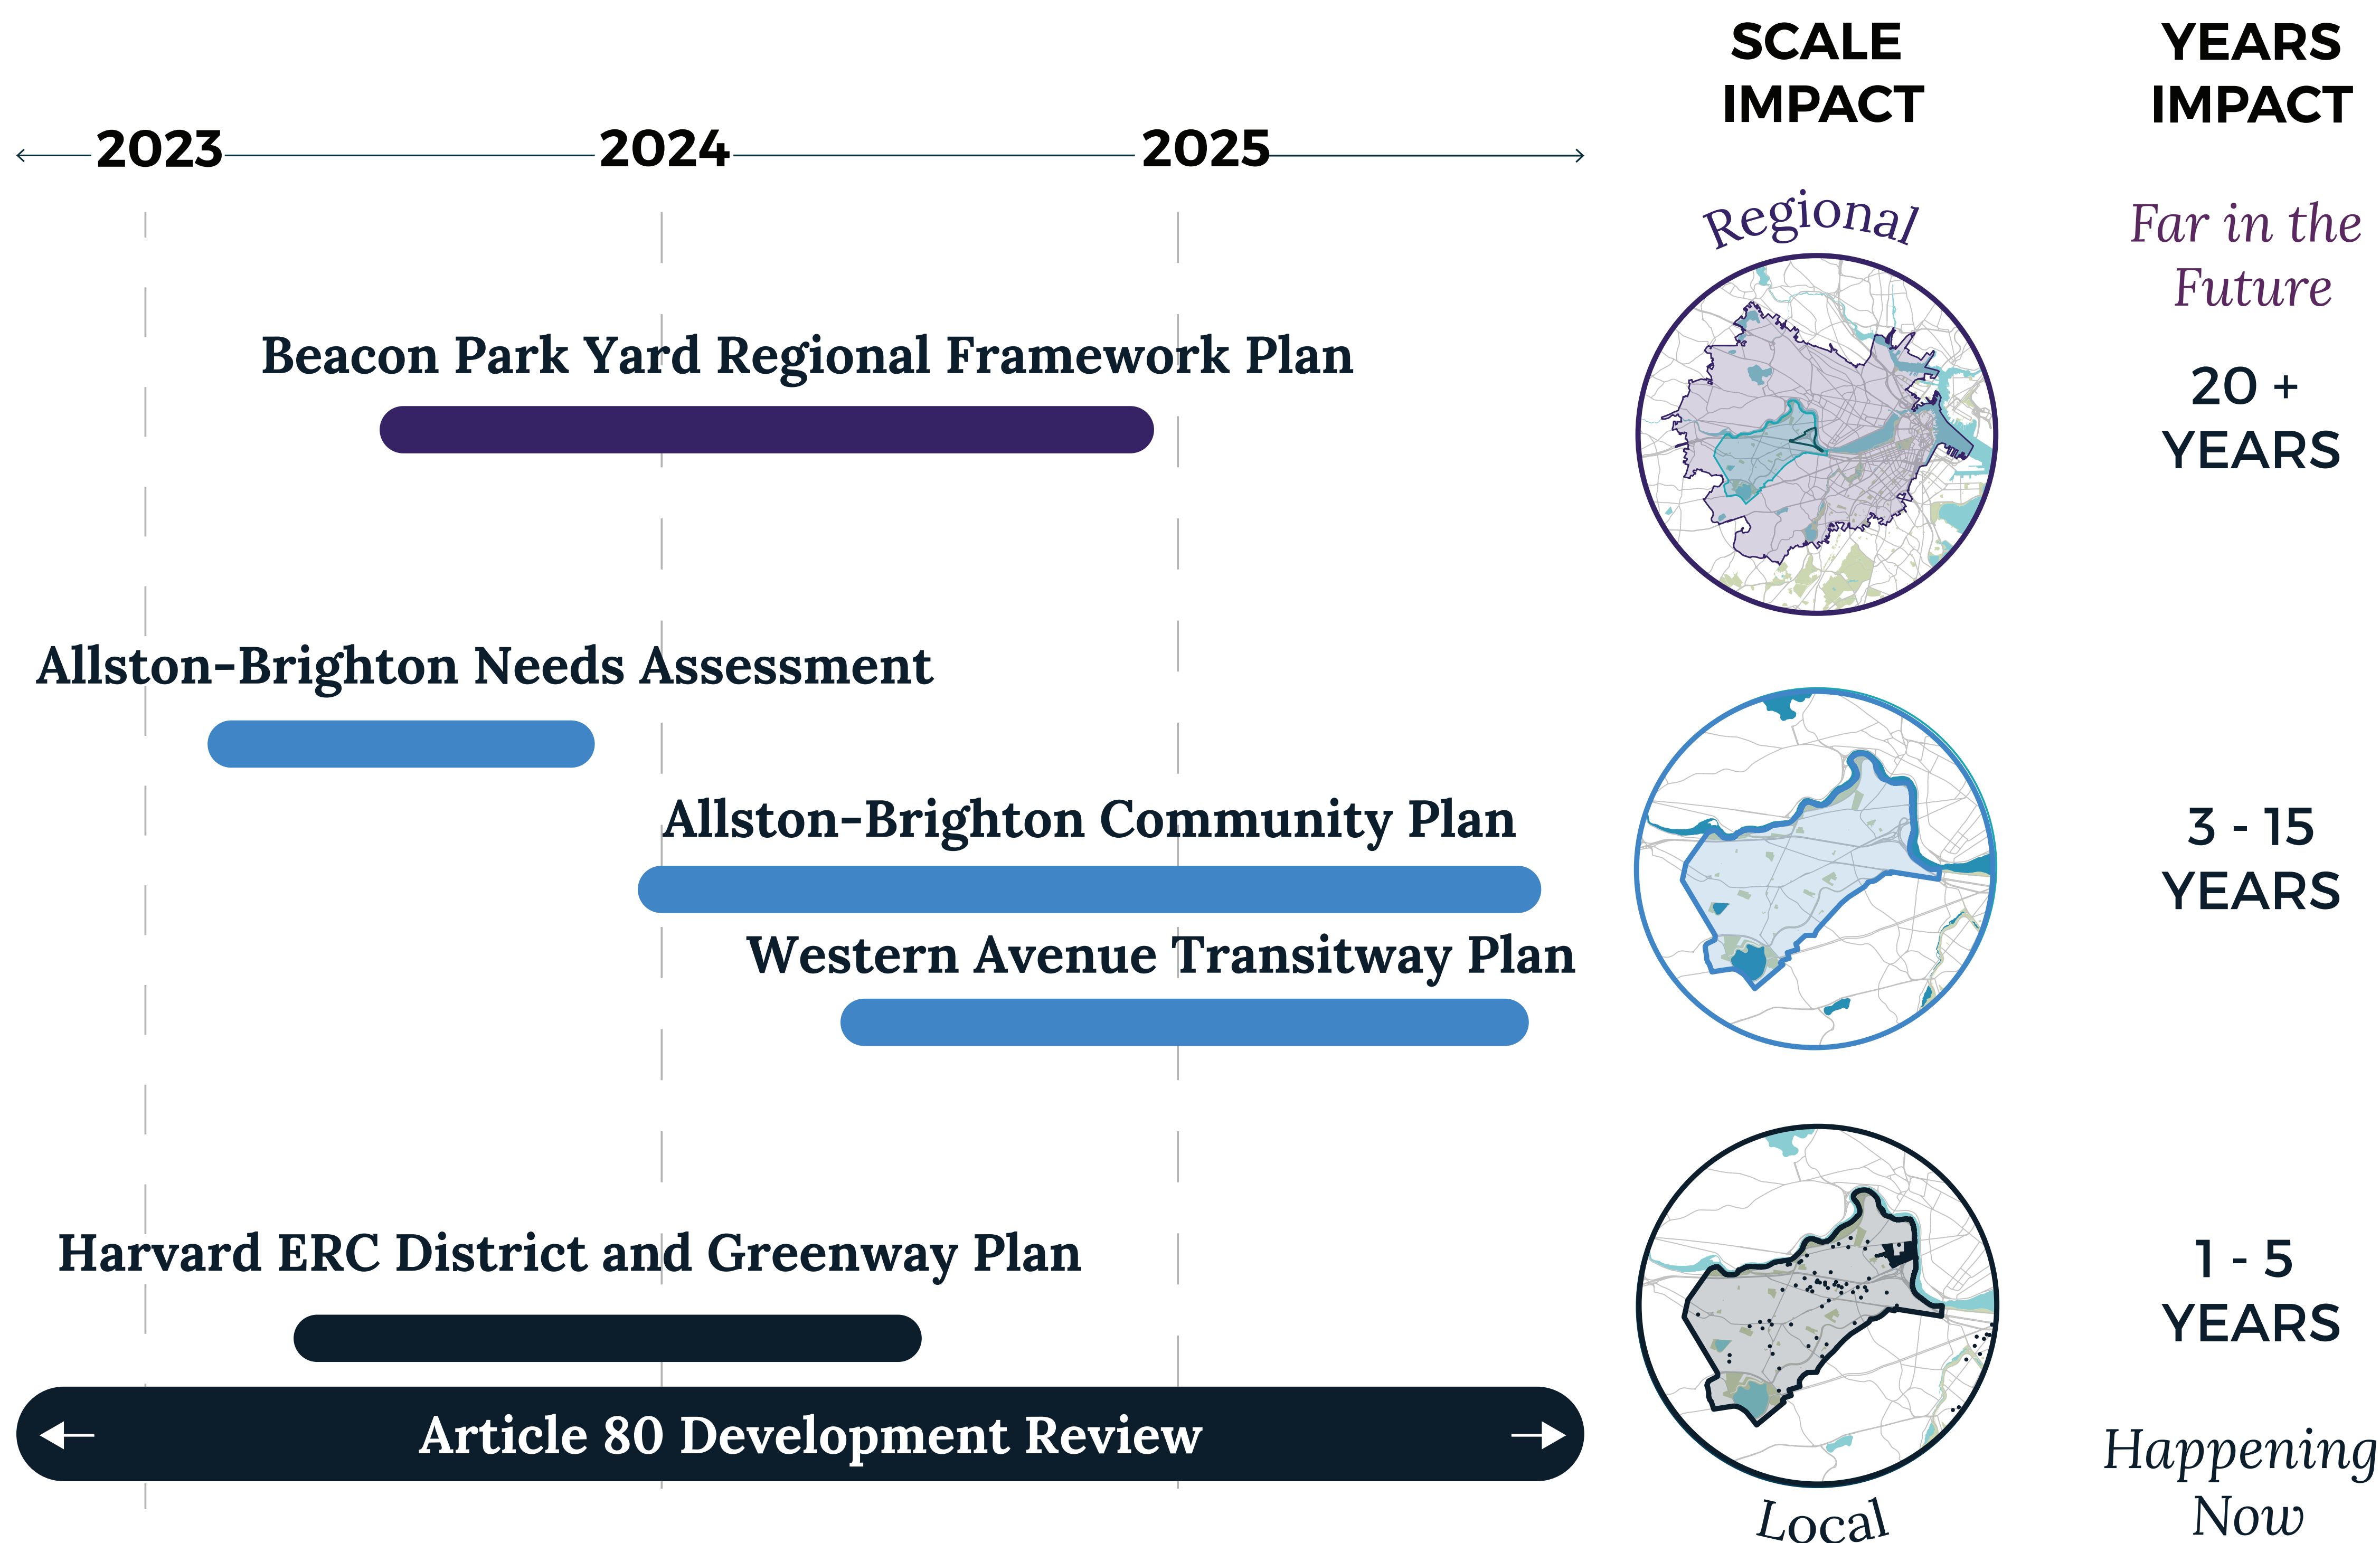 SCALE
IMPACT
YEARS
IMPACT
2023
2024
2025
Regional
Far in the
Future
Beacon Park Yard Regional Framework Plan
20 +
YEARS
Allston-Brighton Needs Assessment
Allston-Brighton Community Plan
3 - 15
YEARS
Western Avenue Transitway Plan
Harvard ERC District and Greenway Plan
1 - 5
YEARS
Article 80 Development Review
Happening
Now
Local